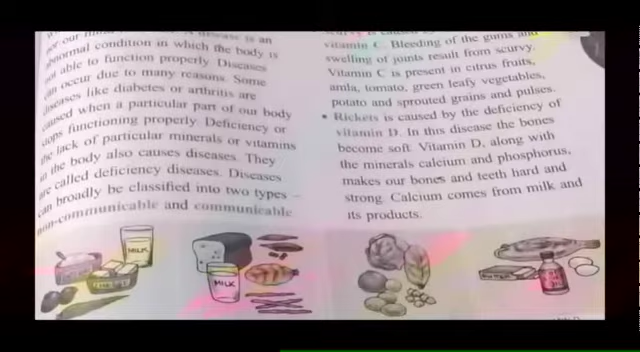 A disease is an
abnormal condition in which the body is
not able to function properly. Diseases
can occur due to many reasons. Some
diseases like diabetes or arthritis are
caused when a particular part of our body
stops functioning properly. Deficiency or
the lack of particular minerals or vitamins
in the body also causes diseases. They
are called deficiency diseases. Diseases
can broadly be classified into two types –
non-communicable and communicable
vitamin C. Bleeding of the gums and
swelling of joints result from scurvy.
Vitamin C is present in citrus fruits,
amla, tomato, green leafy vegetables,
potato and sprouted grains and pulses.
• Rickets is caused by the deficiency of
vitamin D. In this disease the bones
become soft. Vitamin D, along with
the minerals calcium and phosphorus,
makes our bones and teeth hard and
strong. Calcium comes from milk and
its products.
MILK
MILK